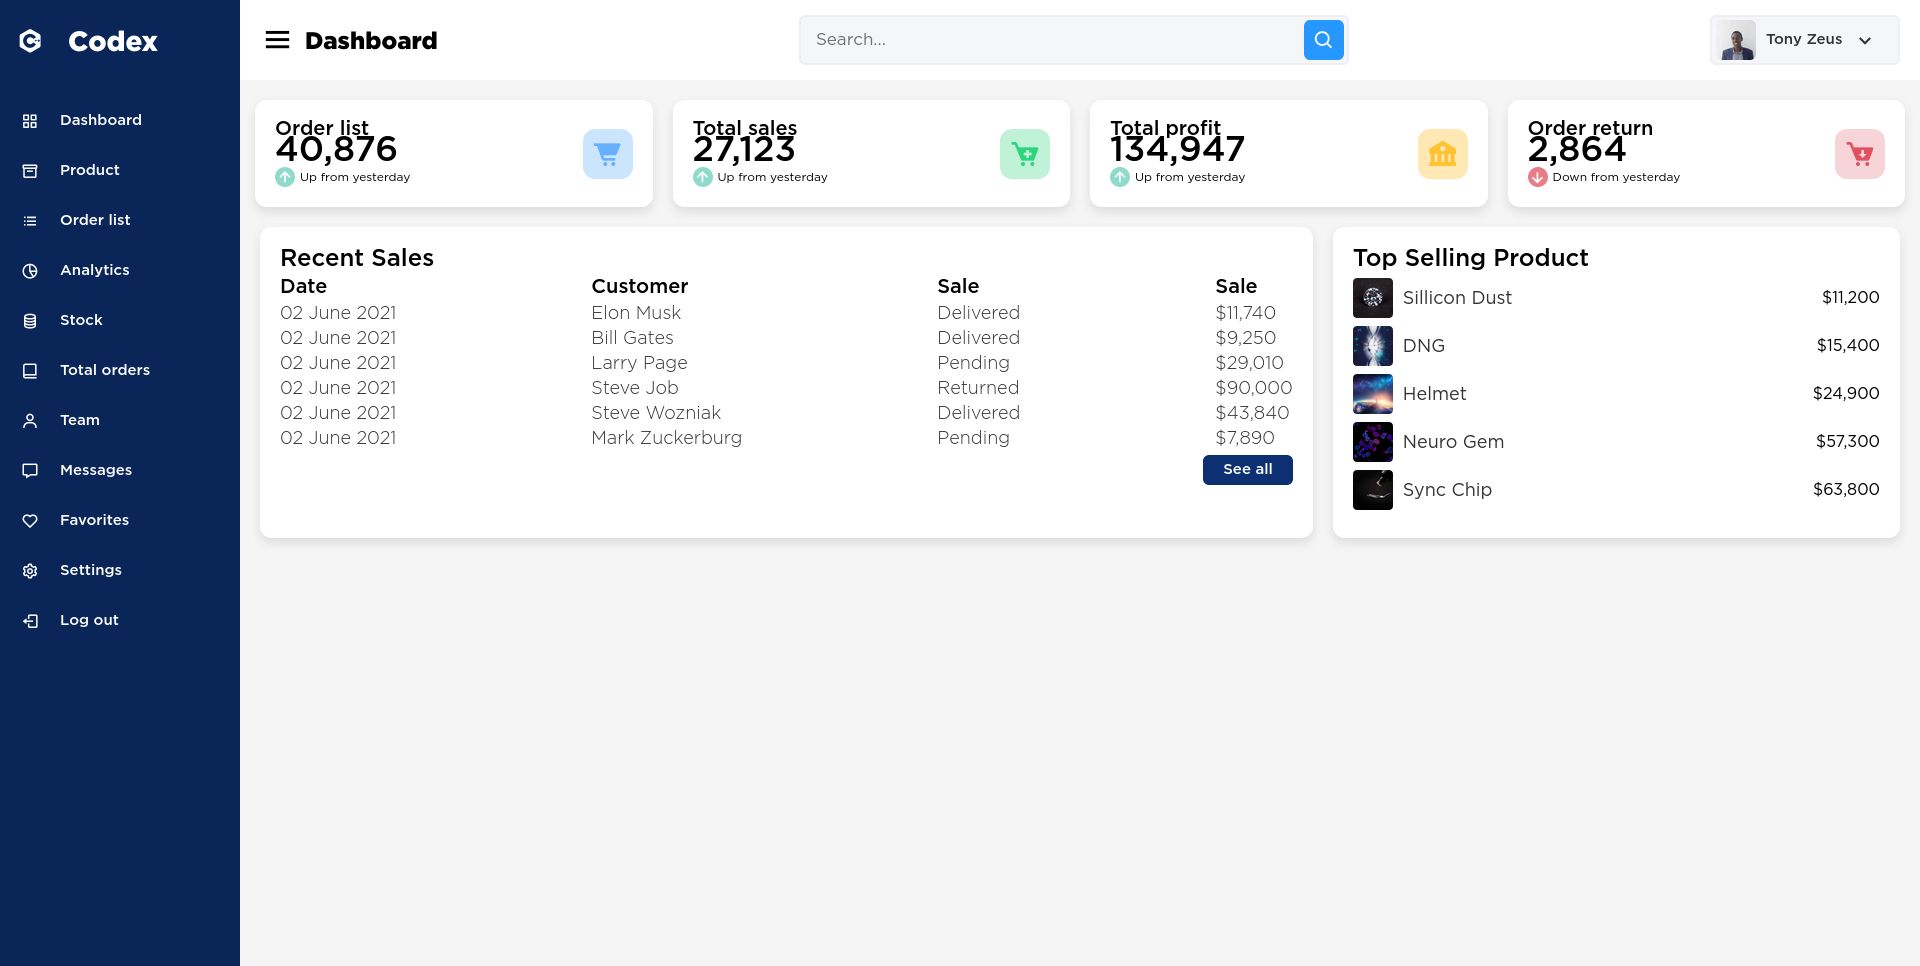 Codex
Dashboard
Product
Order list
Analytics
Stock
Total orders
Team
Messages
Favorites
Settings
Log out
Dashboard
Search...
Tony Zeus
Order list
40,876
Up from yesterday
Total sales
27,123
Up from yesterday
Total profit
134,947
Up from yesterday
Order return
2,864
Down from yesterday
Recent Sales
Date Customer Sale Sale
02 June 2021 Elon Musk Delivered $11,740
02 June 2021 Bill Gates Delivered $9,250
02 June 2021 Larry Page Pending $29,010
02 June 2021 Steve Job Returned $90,000
02 June 2021 Steve Wozniak Delivered $43,840
02 June 2021 Mark Zuckerburg Pending $7,890
See all
Top Selling Product
Sillicon Dust $11,200
DNG $15,400
Helmet $24,900
Neuro Gem $57,300
Sync Chip $63,800